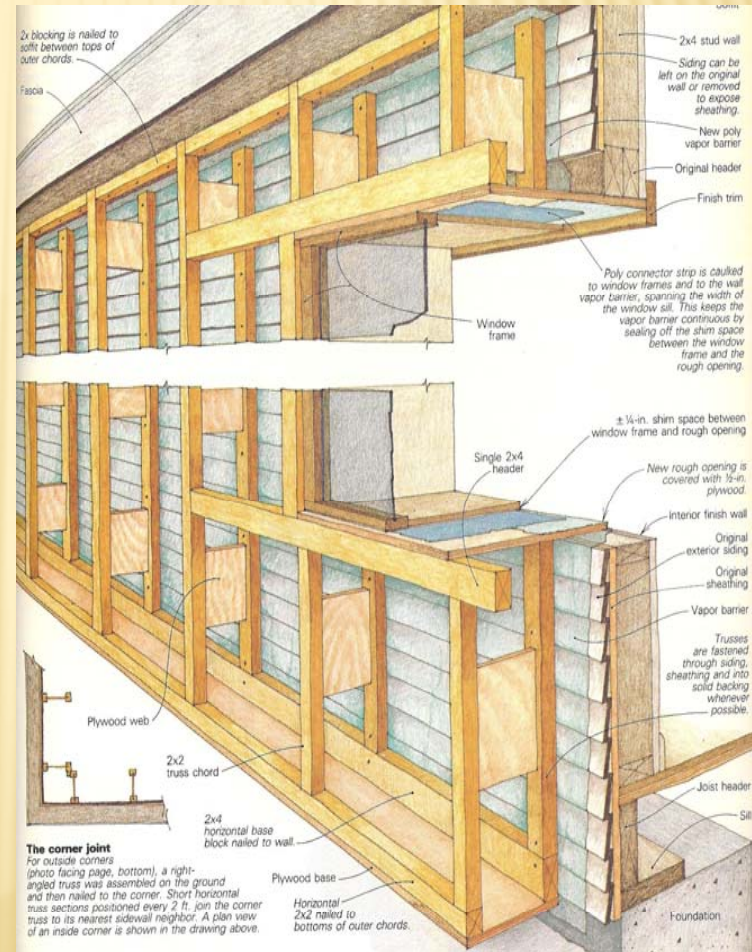 2x blocking is nailed to
soffit between tops of
outer chords.
Fascia
2x4 stud wall
Siding can be
left on the original
wall or removed
to expose
sheathing.
New poly
vapor barrier
Original header
Finish trim
Poly connector strip is caulked
to window frames and to the wall
vapor barrier, spanning the width of
the window sill. This keeps the
vapor barrier continuous by
sealing off the shim space
between the window
frame and the
rough opening.
Window
frame
± ¼-in. shim space between
window frame and rough opening
Single 2x4
header
New rough opening is
covered with ½-in.
plywood.
Interior finish wall
Original
exterior siding
Original
sheathing
Vapor barrier
Trusses
are fastened
through siding,
sheathing and into
solid backing
whenever
possible.
Plywood web
2x2
truss chord
2x4
horizontal base
block nailed to wall.
Joist header
Sill
Plywood base
Horizontal
2x2 nailed to
bottoms of outer chords.
Foundation
The corner joint
For outside corners
(photo facing page, bottom), a right-
angled truss was assembled on the ground
and then nailed to the corner. Short horizontal
truss sections positioned every 2 ft. join the corner
truss to its nearest sidewall neighbor. A plan view
of an inside corner is shown in the drawing above.